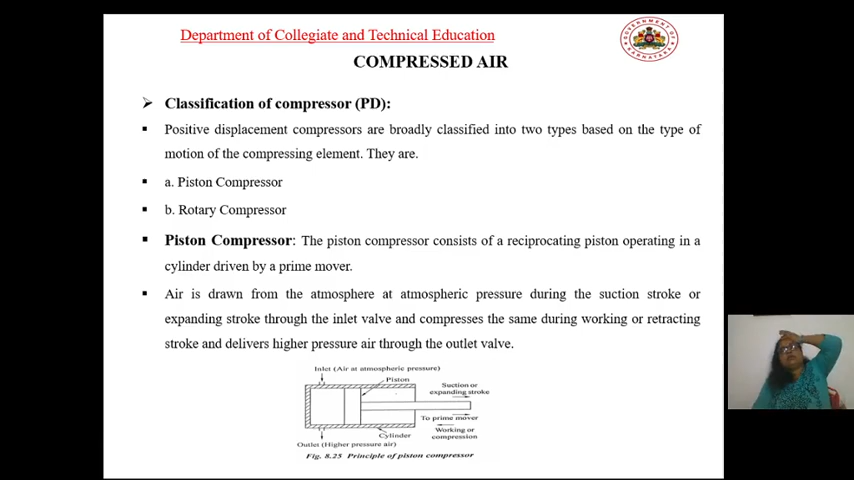 Department of Collegiate and Technical Education
COMPRESSED AIR
Classification of compressor (PD):
Positive displacement compressors are broadly classified into two types based on the type of
motion of the compressing element. They are.
a. Piston Compressor
b. Rotary Compressor
Piston Compressor: The piston compressor consists of a reciprocating piston operating in a
cylinder driven by a prime mover.
Air is drawn from the atmosphere at atmospheric pressure during the suction stroke or
expanding stroke through the inlet valve and compresses the same during working or retracting
stroke and delivers higher pressure air through the outlet valve.
Inlet (Air at atmospheric pressure)
Piston
Suction or
expanding stroke
To prime mover
Working or
compression
Cylinder
Outlet (Higher pressure air)
Fig. 8.25 Principle of piston compressor
GOVERNMENT OF
KARNATAKA